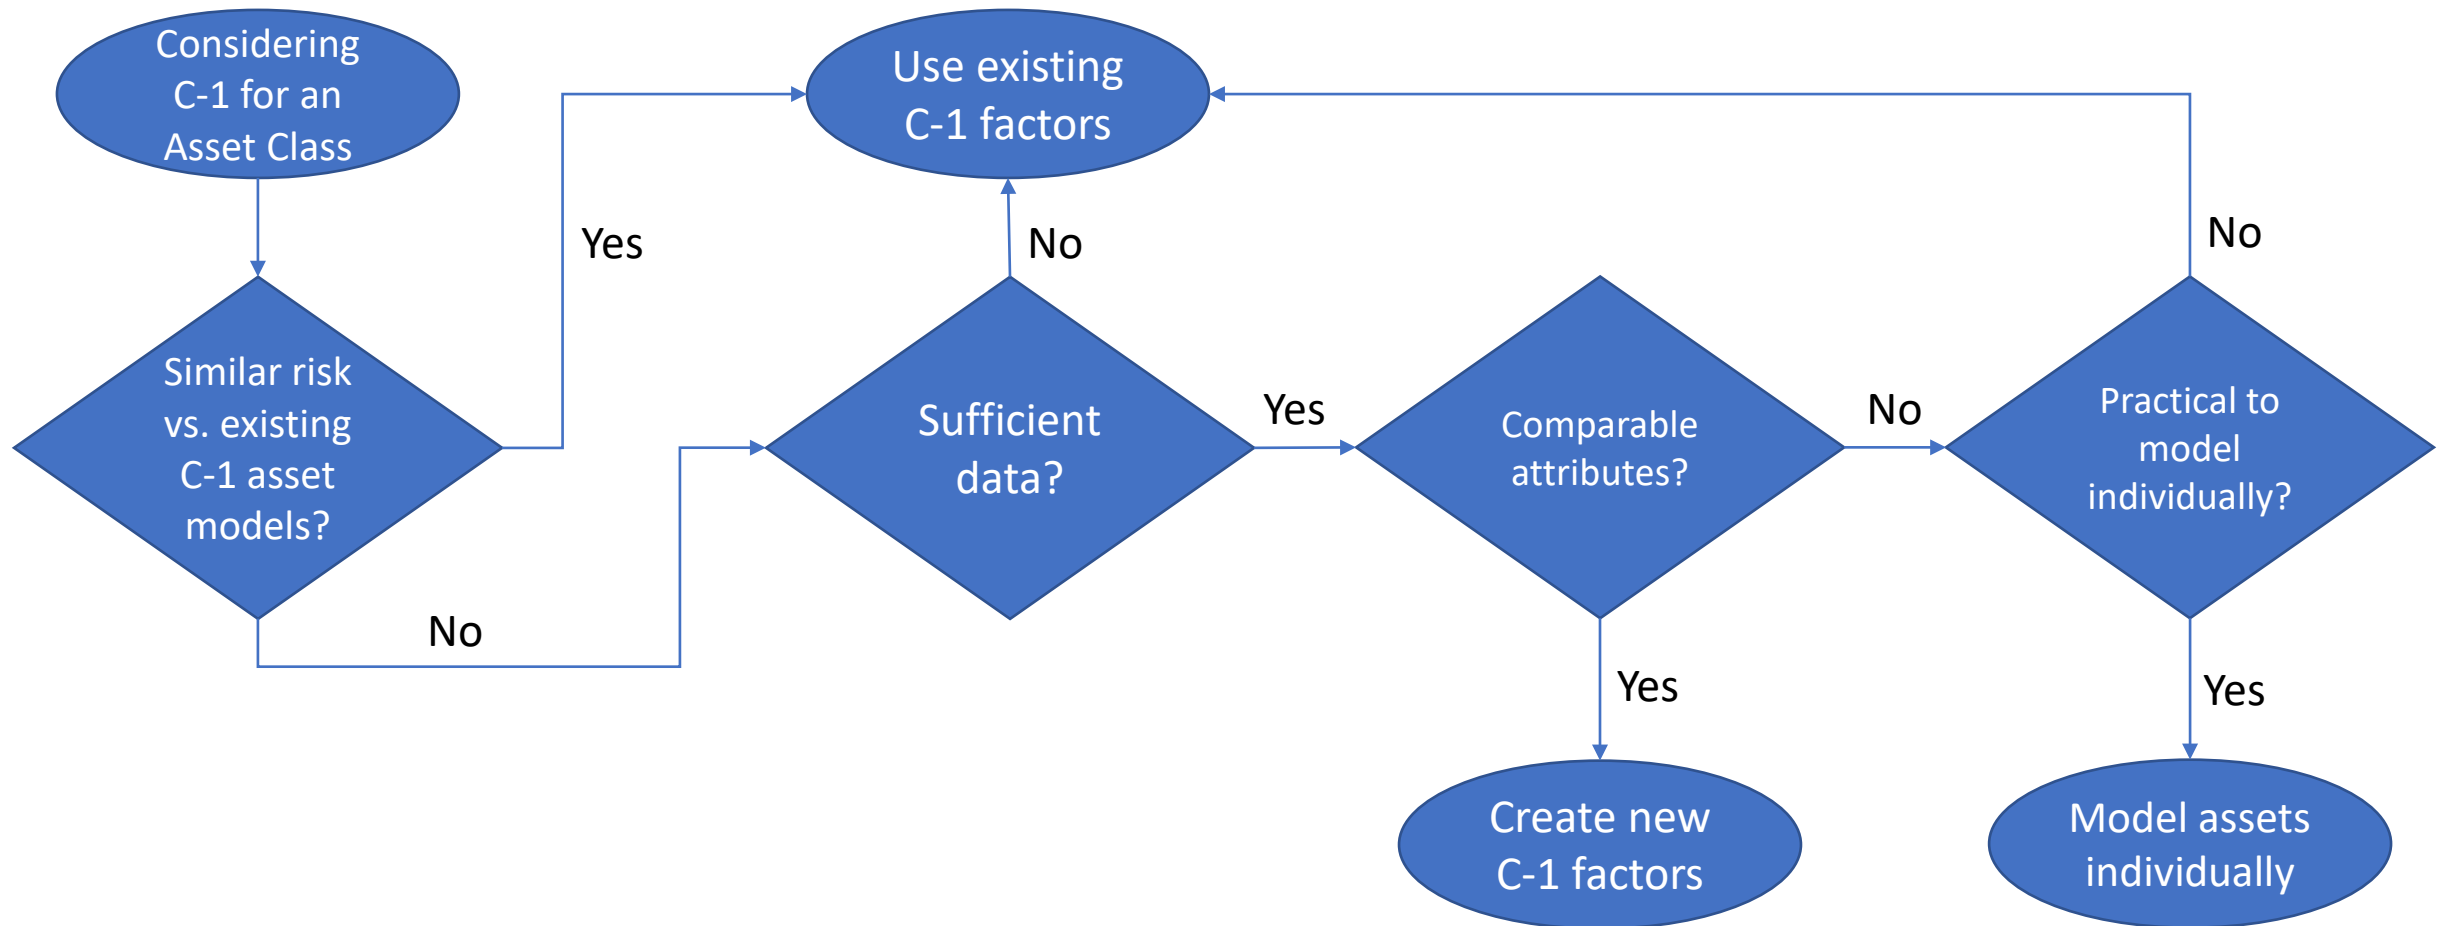 Considering
C-1 for an
Asset Class
Use existing
C-1 factors
Yes
No
No
Similar risk
vs. existing
C-1 asset
models?
Sufficient
data?
Yes
Comparable
attributes?
No
Practical to
model
individually?
No
Yes
Yes
Create new
C-1 factors
Model assets
individually